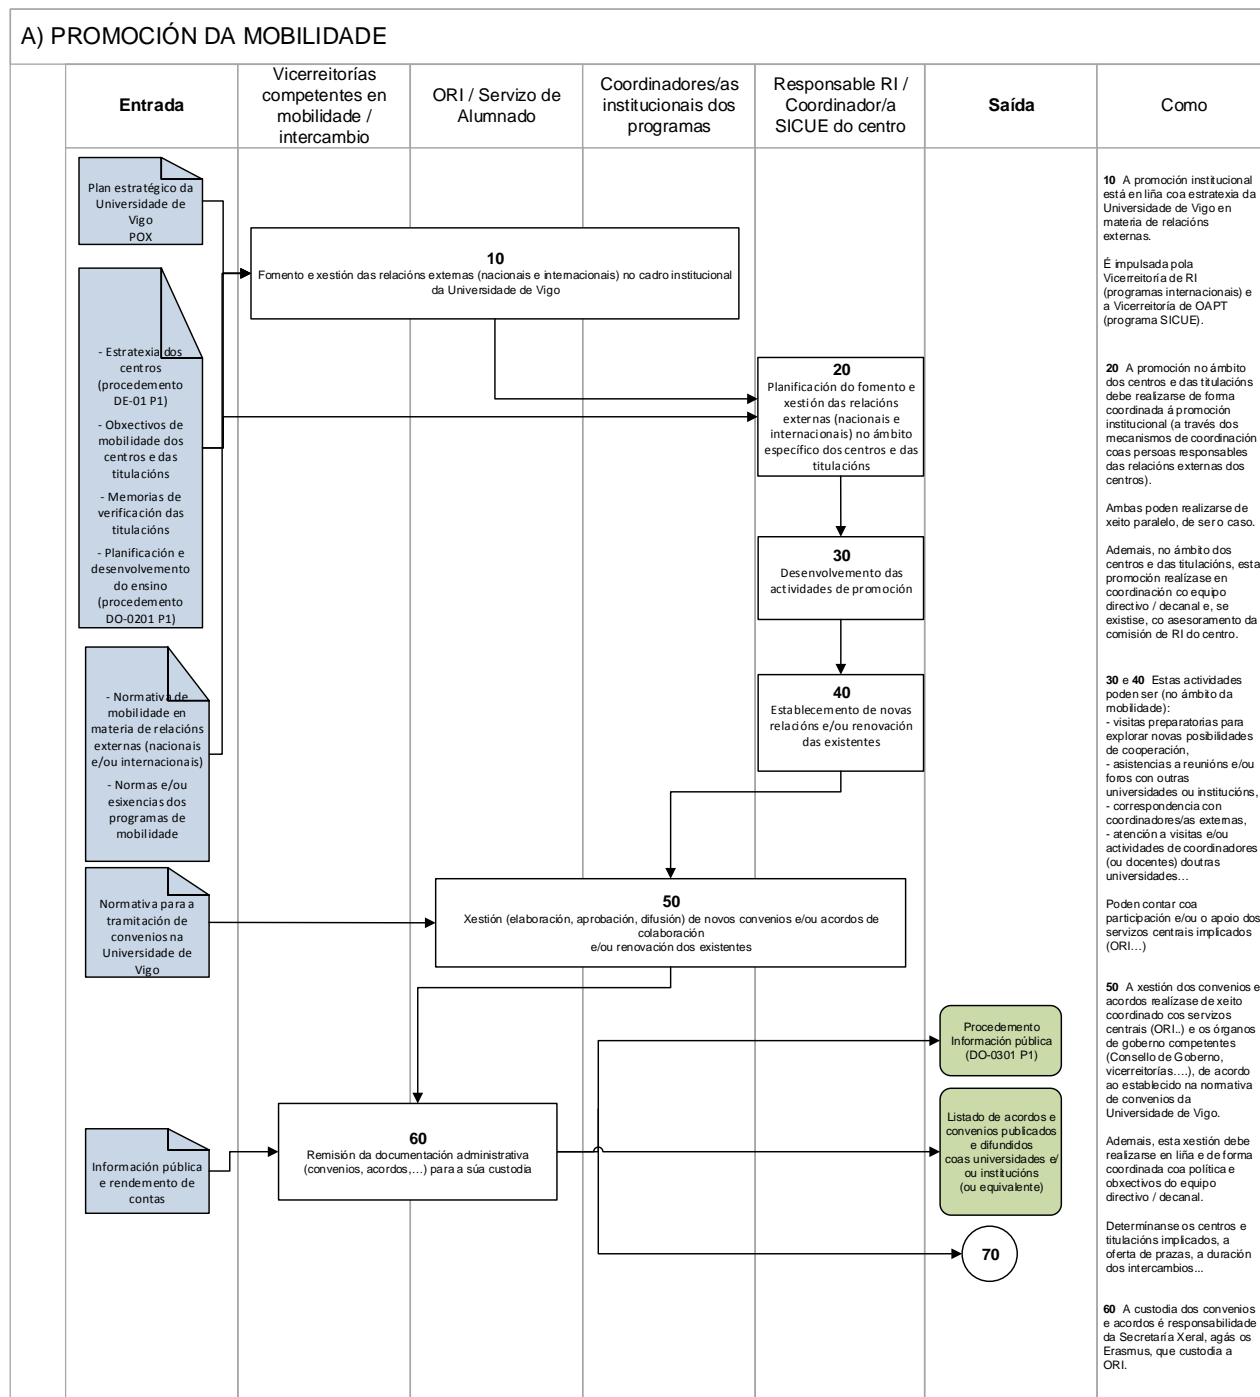 A) PROMOCIÓN DA MOBILIDADE
Entrada
Vicerreitorías
competentes en
mobilidade /
intercambio
ORI / Servizo de
Alumnado
Coordinadores/as
institucionais dos
programas
Responsable RI /
Coordinador/a
SICUE do centro
Saída
Como
Plan estratégico da
Universidade de
Vigo
POX
- Estratexia dos
centros
(procedemento
DE-01 P1)
- Obxectivos de
mobilidade dos
centros e das
titulacións
- Memorias de
verificación das
titulacións
- Planificación e
desenvolvemento
do ensino
(procedemento
DO-0201 P1)
- Normativa de
mobilidade en
materia de relacións
externas (nacionais
e/ou internacionais)
- Normas e/ou
esixencias dos
programas de
mobilidade
Normativa para a
tramitación de
convenios na
Universidade de
Vigo
Información pública
e rendemento de
contas
10
Fomento e xestión das relacións externas (nacionais e internacionais) no cadro institucional
da Universidade de Vigo
20
Planificación do fomento e
xestión das relacións
externas (nacionais e
internacionais) no ámbito
específico dos centros e das
titulacións
30
Desenvolvemento das
actividades de promoción
40
Establecemento de novas
relacións e/ou renovación
das existentes
50
Xestión (elaboración, aprobación, difusión) de novos convenios e/ou acordos de
colaboración
e/ou renovación dos existentes
60
Remisión da documentación administrativa
(convenios, acordos,...) para a súa custodia
Procedemento
Información pública
(DO-0301 P1)
Listado de acordos e
convenios publicados
e difundidos
coas universidades e/
ou institucións
(ou equivalente)
70
10 A promoción institucional
está en liña coa estratexia da
Universidade de Vigo en
materia de relacións
externas.
É impulsada pola
Vicerreitoría de RI
(programas internacionais) e
a Vicerreitoría de OAPT
(programa SICUE).
20 A promoción no ámbito
dos centros e das titulacións
debe realizarse de forma
coordinada á promoción
institucional (a través dos
mecanismos de coordinación
coas persoas responsables
das relacións externas dos
centros).
Ambas poden realizarse de
xeito paralelo, de ser o caso.
Ademais, no ámbito dos
centros e das titulacións, esta
promoción realízase en
coordinación co equipo
directivo / decanal e, se
existise, co asesoramento da
comisión de RI do centro.
30 e 40 Estas actividades
poden ser (no ámbito da
mobilidade):
- visitas preparatorias para
explorar novas posibilidades
de cooperación,
- asistencias a reunións e/ou
foros con outras
universidades ou institucións,
- correspondencia con
coordinadores/as externas,
- atención a visitas e/ou
actividades de coordinadores
(ou docentes) doutras
universidades...
Poden contar coa
participación e/ou o apoio dos
servizos centrais implicados
(ORI...)
50 A xestión dos convenios e
acordos realízase de xeito
coordinado cos servizos
centrais (ORI..) e os órganos
de goberno competentes
(Consello de Goberno,
vicerreitorías....), de acordo
ao establecido na normativa
de convenios da
Universidade de Vigo.
Ademais, esta xestión debe
realizarse en liña e de forma
coordinada coa política e
obxectivos do equipo
directivo / decanal.
Determínanse os centros e
titulacións implicados, a
oferta de prazas, a duración
dos intercambios...
60 A custodia dos convenios
e acordos é responsabilidade
da Secretaría Xeral, agás os
Erasmus, que custodia a
ORI.